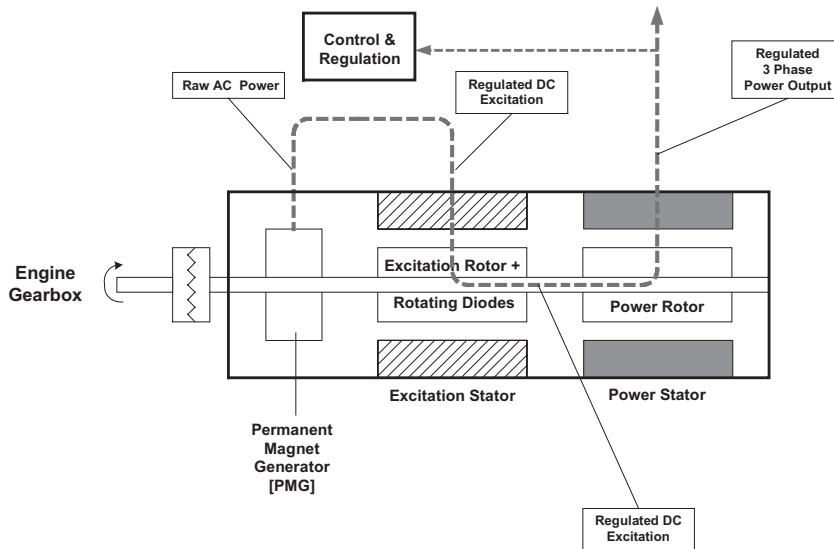 Control &
Regulation
Regulated
3 Phase
Power Output
Raw AC Power
Regulated DC
Excitation
Engine
Gearbox
Excitation Rotor +
Rotating Diodes
Power Rotor
Excitation Stator
Power Stator
Permanent
Magnet
Generator
[PMG]
Regulated DC
Excitation